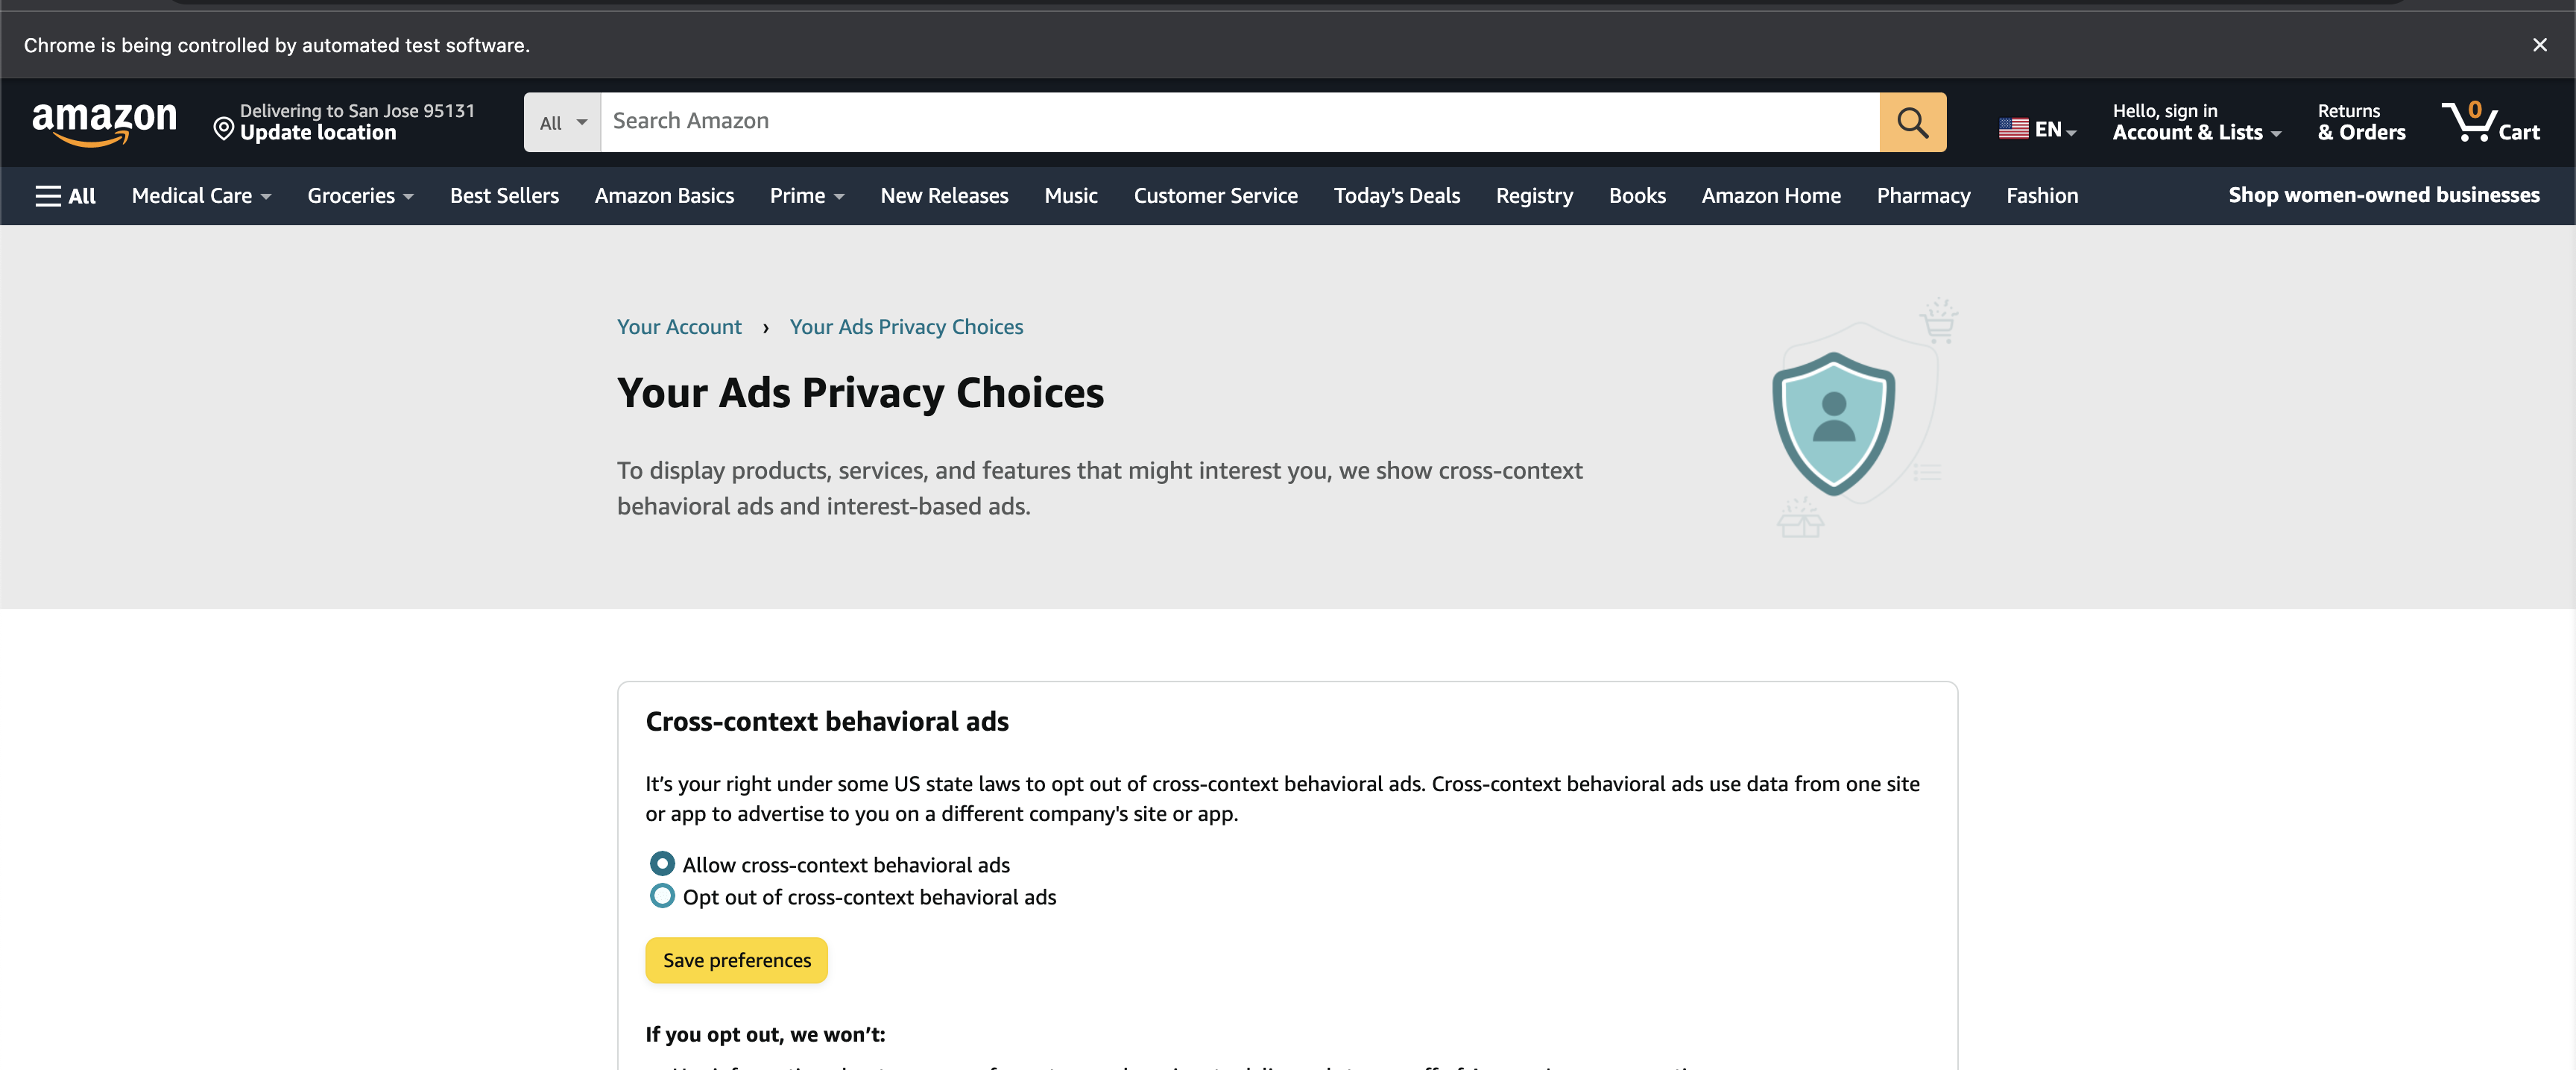 Chrome is being controlled by automated test software.
amazon
Delivering to San Jose 95131
Update location
All
Search Amazon
EN
Hello, sign in
Account & Lists
Returns
& Orders
0
Cart
All
Medical Care
Groceries
Best Sellers
Amazon Basics
Prime
New Releases
Music
Customer Service
Today's Deals
Registry
Books
Amazon Home
Pharmacy
Fashion
Shop women-owned businesses
Your Account › Your Ads Privacy Choices
Your Ads Privacy Choices
To display products, services, and features that might interest you, we show cross-context
behavioral ads and interest-based ads.
Cross-context behavioral ads
It’s your right under some US state laws to opt out of cross-context behavioral ads. Cross-context behavioral ads use data from one site
or app to advertise to you on a different company's site or app.
Allow cross-context behavioral ads
Opt out of cross-context behavioral ads
Save preferences
If you opt out, we won’t: